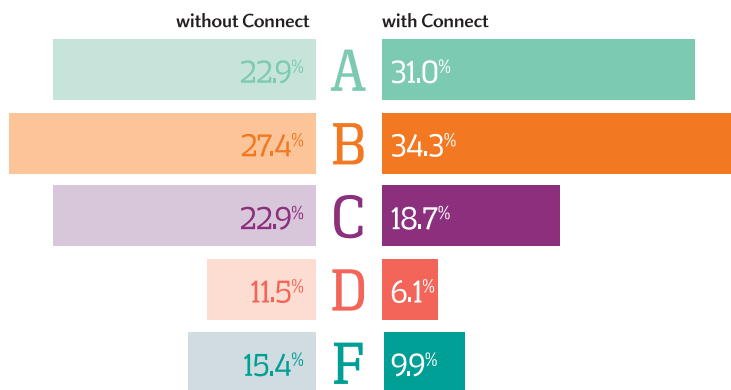 without Connect with Connect
22.9% A 31.0%
27.4% B 34.3%
22.9% C 18.7%
11.5% D 6.1%
15.4% F 9.9%